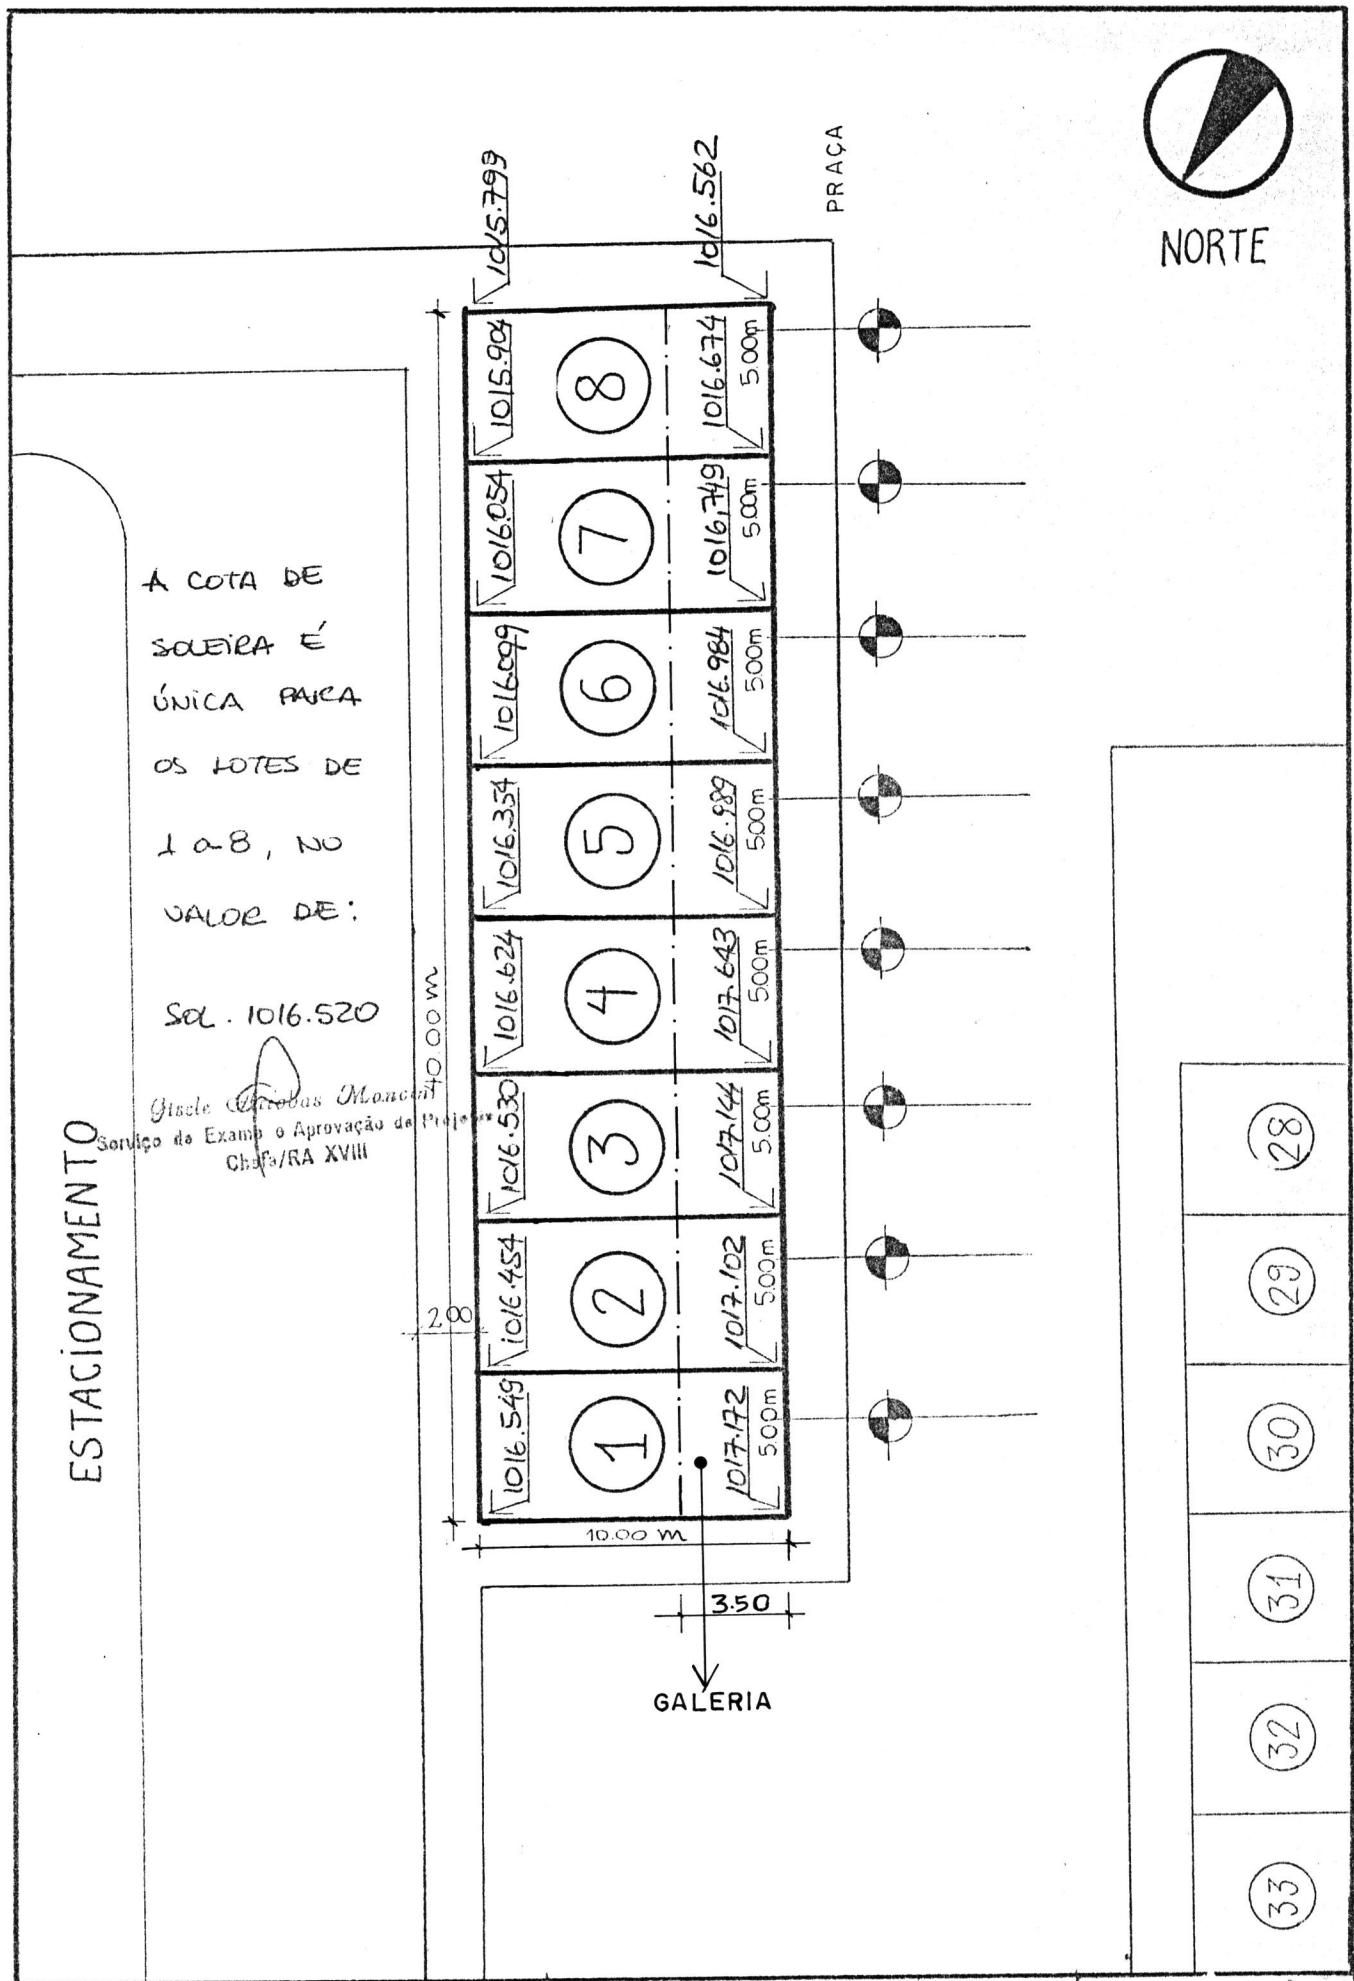 NORTE
PRAÇA
1015.799
1016.562
1015.904
8
1016.674
5.00m
1016.054
7
1016,749
5.00m
1016.099
6
1016.984
5.00m
1016.334
5
1016.989
5.00m
1016.624
4
1017.643
5.00m
1016.530
3
1017.144
5.00m
1016.454
2
1017.102
5.00m
1016.549
1
1017.172
5.00m
40.00 m
2.00
10.00 m
3.50
GALERIA
A COTA DE
SOLEIRA É
ÚNICA PARA
OS LOTES DE
1 a 8, NO
VALOR DE:
SOL. 1016.520
Gisele
Serviço de Exame e Aprovação de Projetos
Chefe/RA XVIII
ESTACIONAMENTO
28
29
30
31
32
33